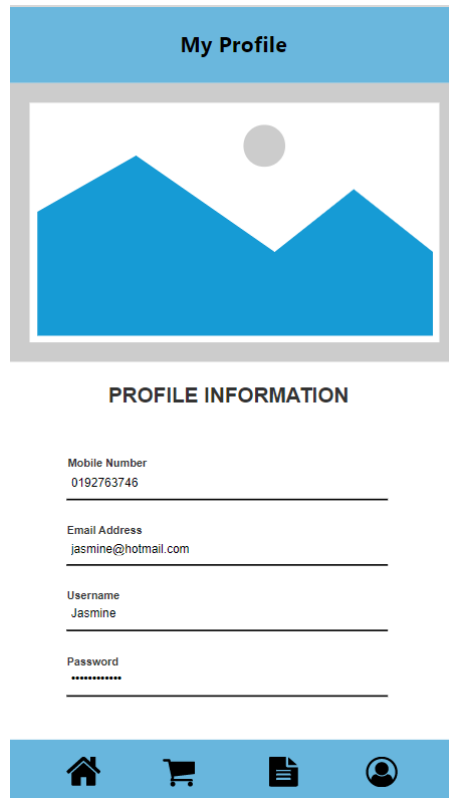 My Profile
PROFILE INFORMATION
Mobile Number
0192763746
Email Address
jasmine@hotmail.com
Username
Jasmine
Password
••••••••••••